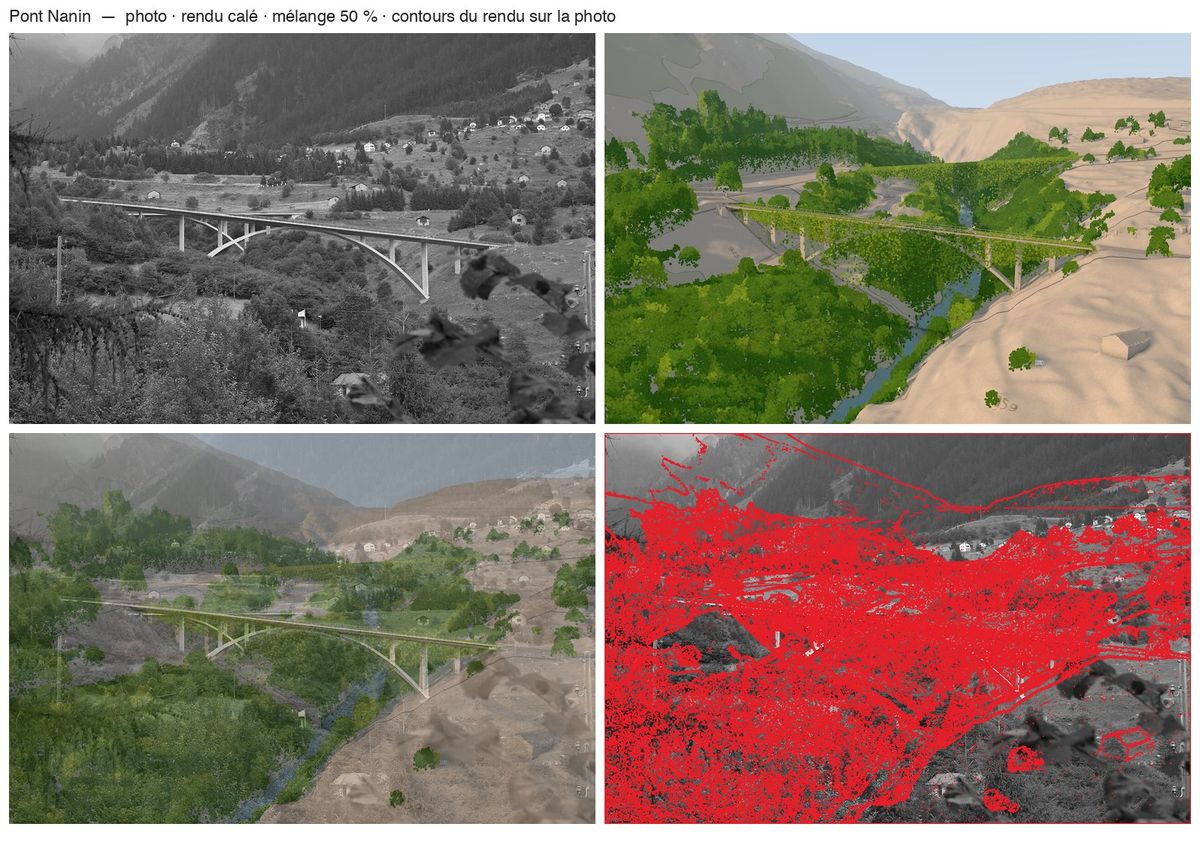 Pont Nanin — photo · rendu calé · mélange 50 % · contours du rendu sur la photo